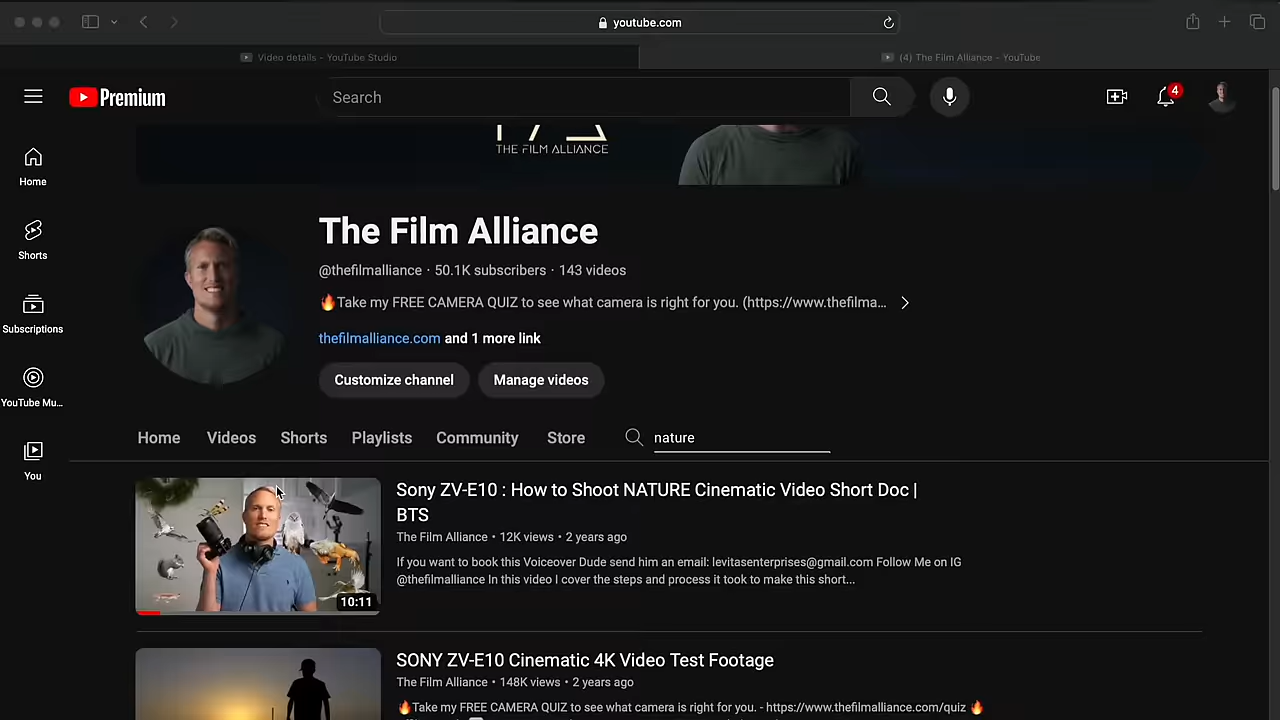 youtube.com
Video details - YouTube Studio
(4) The Film Alliance - YouTube
Premium
Search
4
THE FILM ALLIANCE
Home
Shorts
Subscriptions
YouTube Mu...
You
The Film Alliance
@thefilmalliance · 50.1K subscribers · 143 videos
🔥Take my FREE CAMERA QUIZ to see what camera is right for you. (https://www.thefilma...
thefilmalliance.com and 1 more link
Customize channel
Manage videos
Home
Videos
Shorts
Playlists
Community
Store
nature
10:11
Sony ZV-E10 : How to Shoot NATURE Cinematic Video Short Doc |
BTS
The Film Alliance • 12K views • 2 years ago
If you want to book this Voiceover Dude send him an email: levitasenterprises@gmail.com Follow Me on IG
@thefilmalliance In this video I cover the steps and process it took to make this short...
SONY ZV-E10 Cinematic 4K Video Test Footage
The Film Alliance • 148K views • 2 years ago
🔥Take my FREE CAMERA QUIZ to see what camera is right for you. - https://www.thefilmalliance.com/quiz 🔥